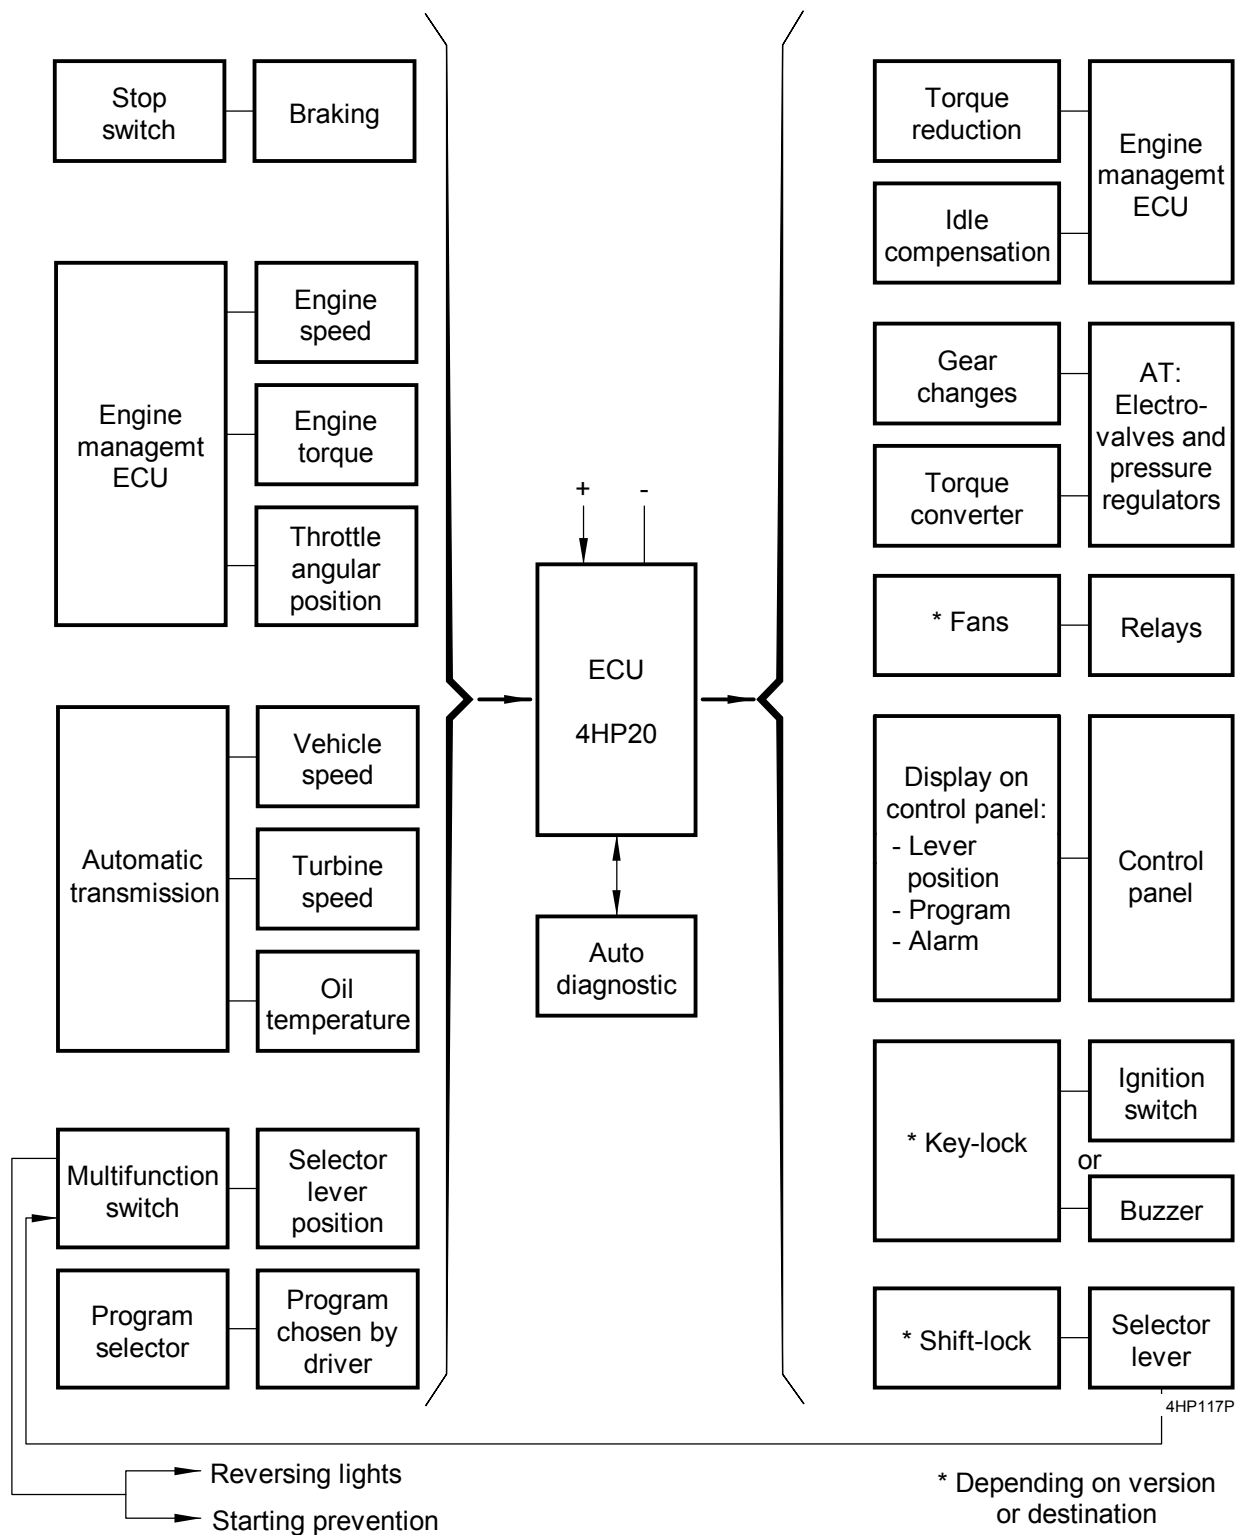 Stop
switch
Braking
Engine
managemt
ECU
Engine
speed
Engine
torque
Throttle
angular
position
Automatic
transmission
Vehicle
speed
Turbine
speed
Oil
temperature
Multifunction
switch
Selector
lever
position
Program
selector
Program
chosen by
driver
+ -
ECU
4HP20
Auto
diagnostic
Torque
reduction
Idle
compensation
Engine
managemt
ECU
Gear
changes
Torque
converter
AT:
Electro-
valves and
pressure
regulators
* Fans
Relays
Display on
control panel:
- Lever
position
- Program
- Alarm
Control
panel
* Key-lock
Ignition
switch
or
Buzzer
* Shift-lock
Selector
lever
4HP117P
Reversing lights
Starting prevention
* Depending on version
or destination